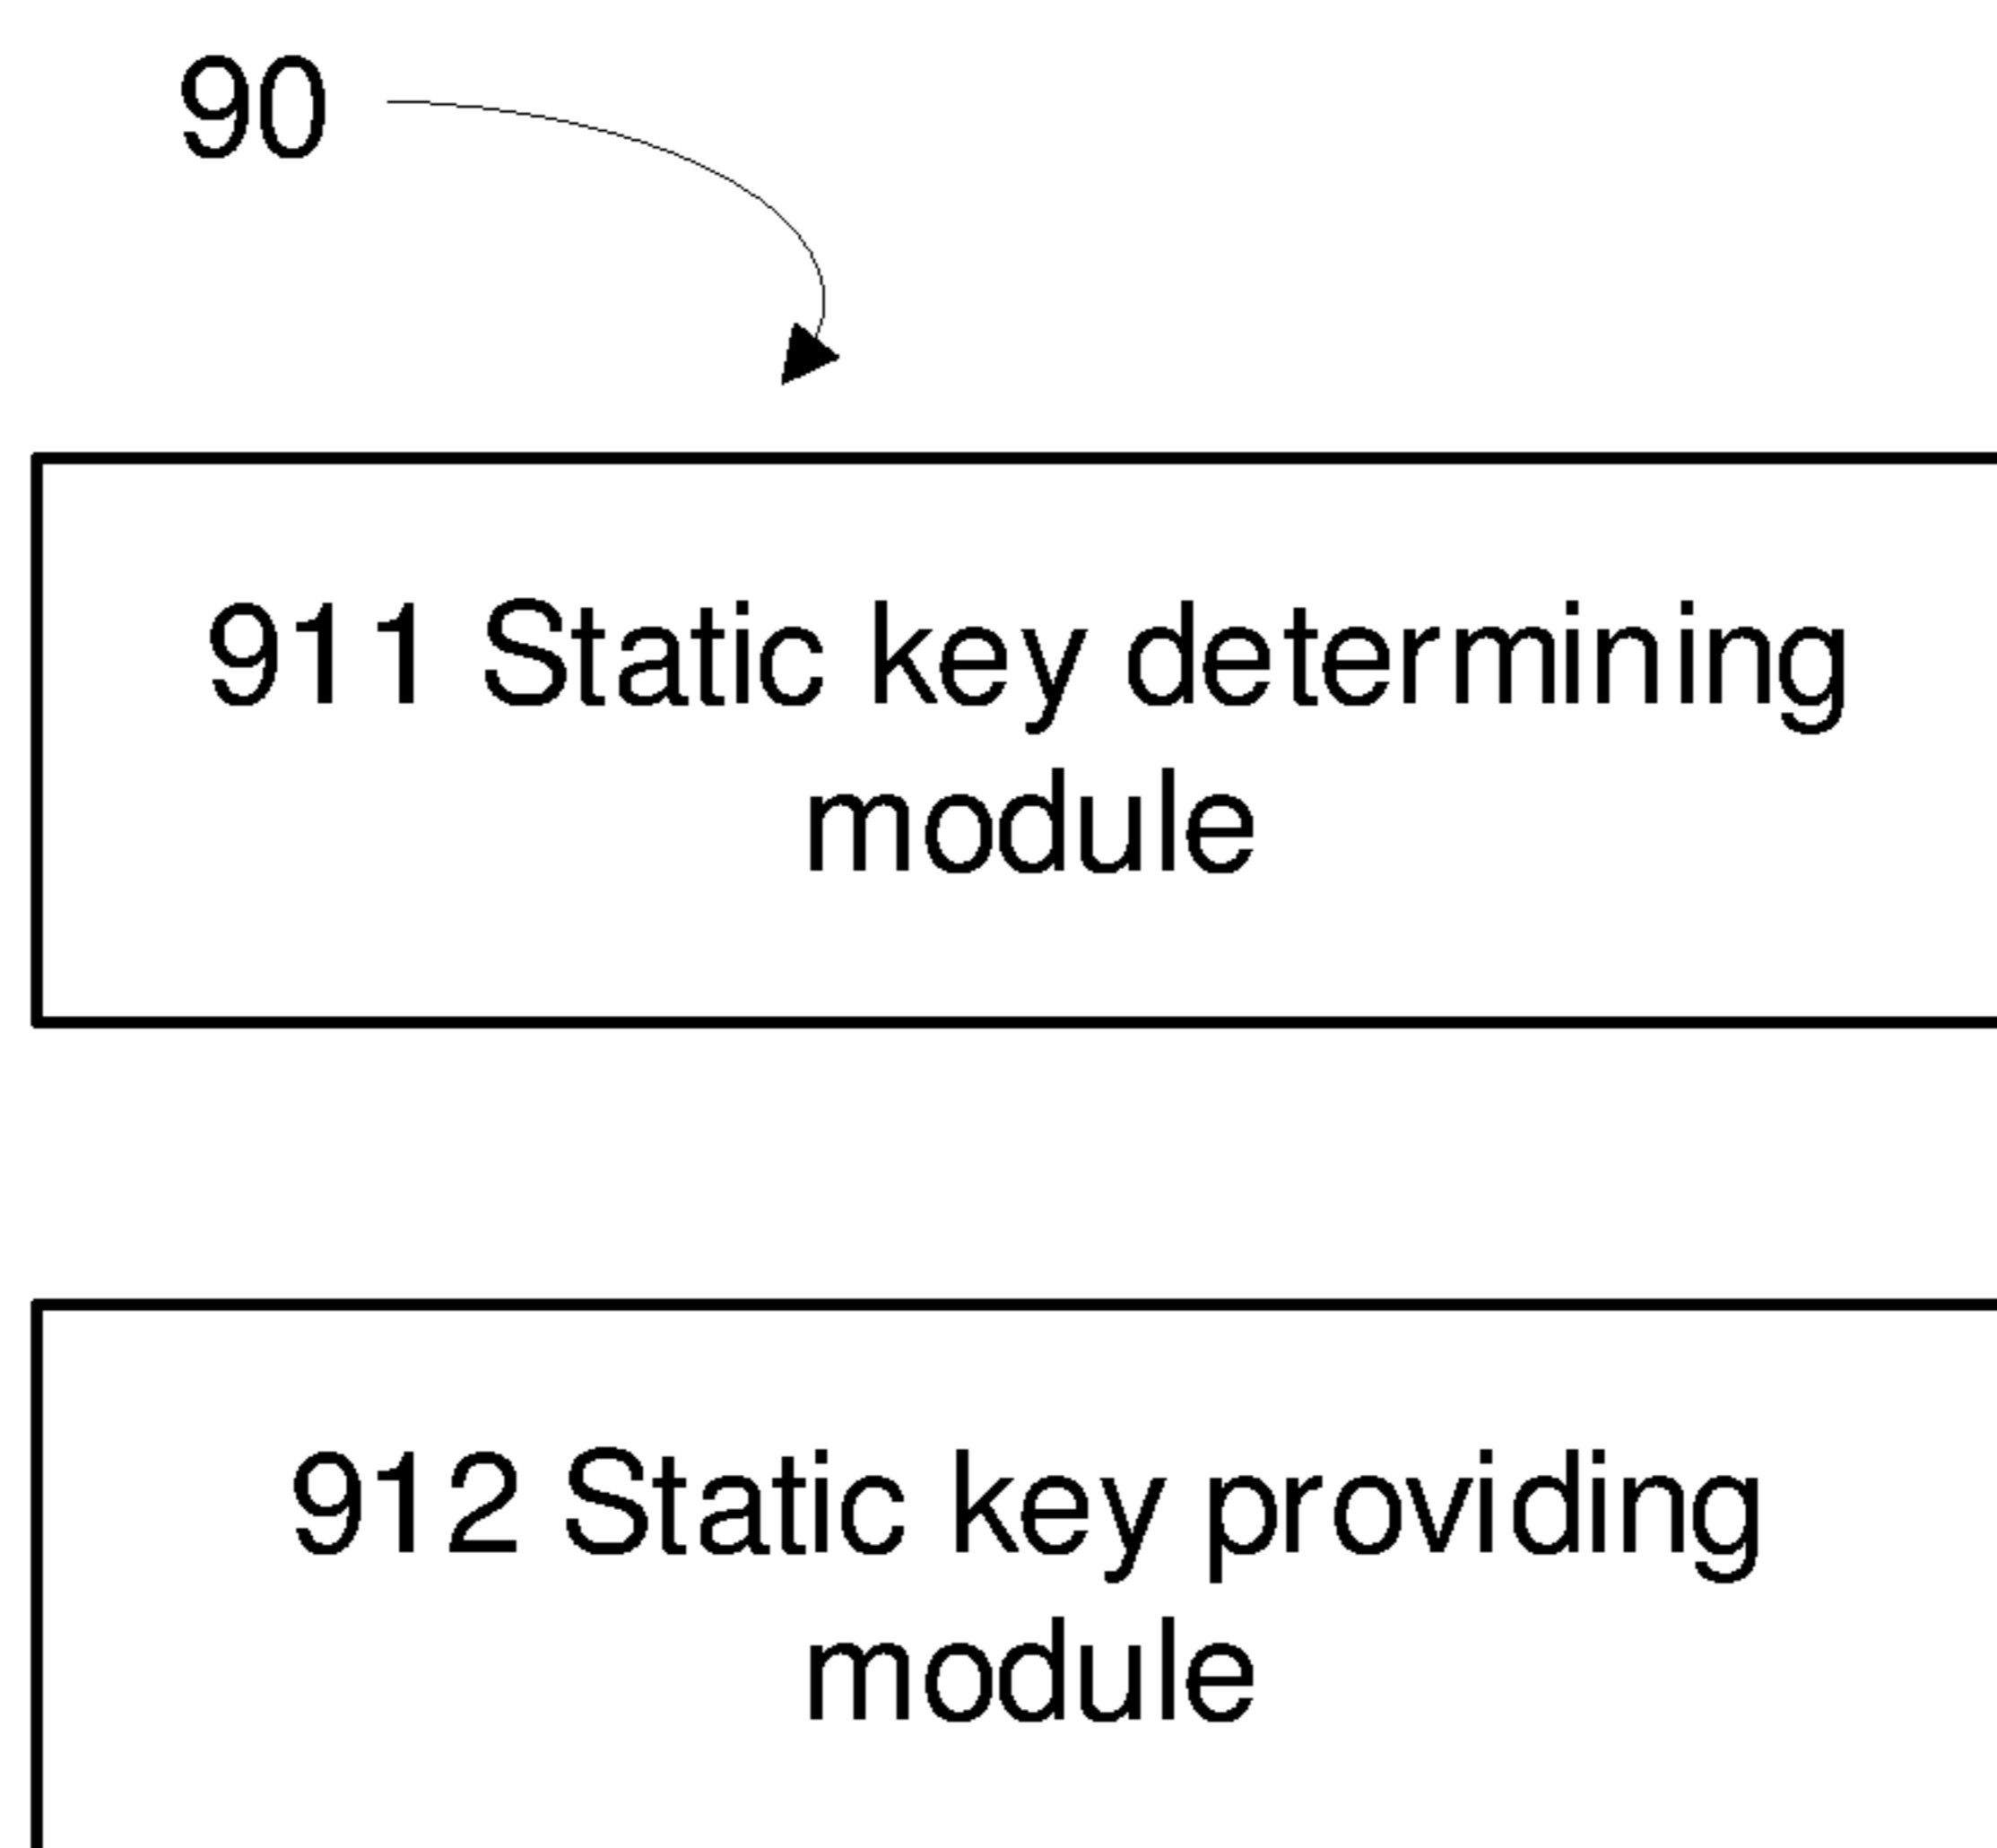 90
911 Static key determining
module
912 Static key providing
module